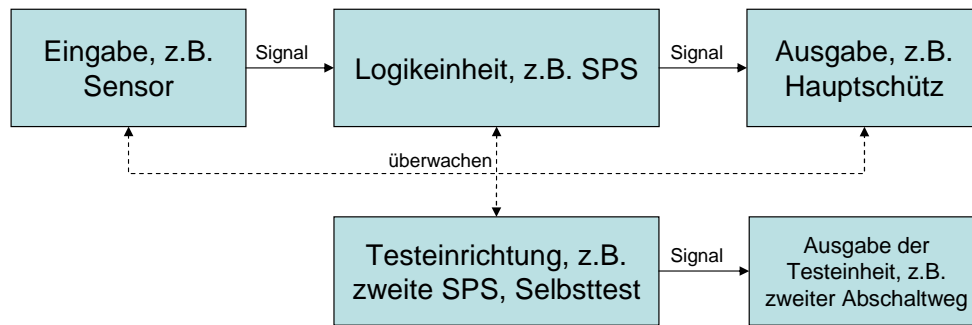 Eingabe, z.B.
Sensor
Signal
Logikeinheit, z.B. SPS
Signal
Ausgabe, z.B.
Hauptschütz
überwachen
Testeinrichtung, z.B.
zweite SPS, Selbsttest
Signal
Ausgabe der
Testeinheit, z.B.
zweiter Abschaltweg